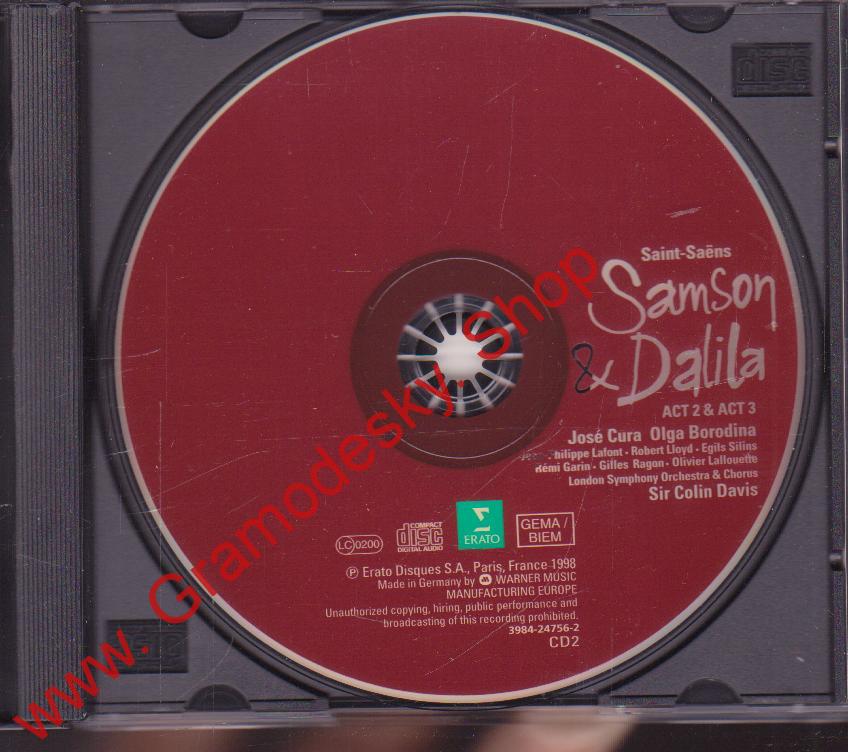 Saint-Saëns
Samson
& Dalila
ACT 2 & ACT 3
José Cura Olga Borodina
Philippe Lafont • Robert Lloyd • Egils Silins
Rémi Garin • Gilles Ragon • Olivier Lallouette
London Symphony Orchestra & Chorus
Sir Colin Davis
LC 0200
COMPACT
disc
DIGITAL AUDIO
Σ
ERATO
GEMA /
BIEM
℗ Erato Disques S.A., Paris, France 1998
Made in Germany by WARNER MUSIC
MANUFACTURING EUROPE
Unauthorized copying, hiring, public performance and
broadcasting of this recording prohibited.
3984-24756-2
CD2
disc
www.Gramodesky.Shop